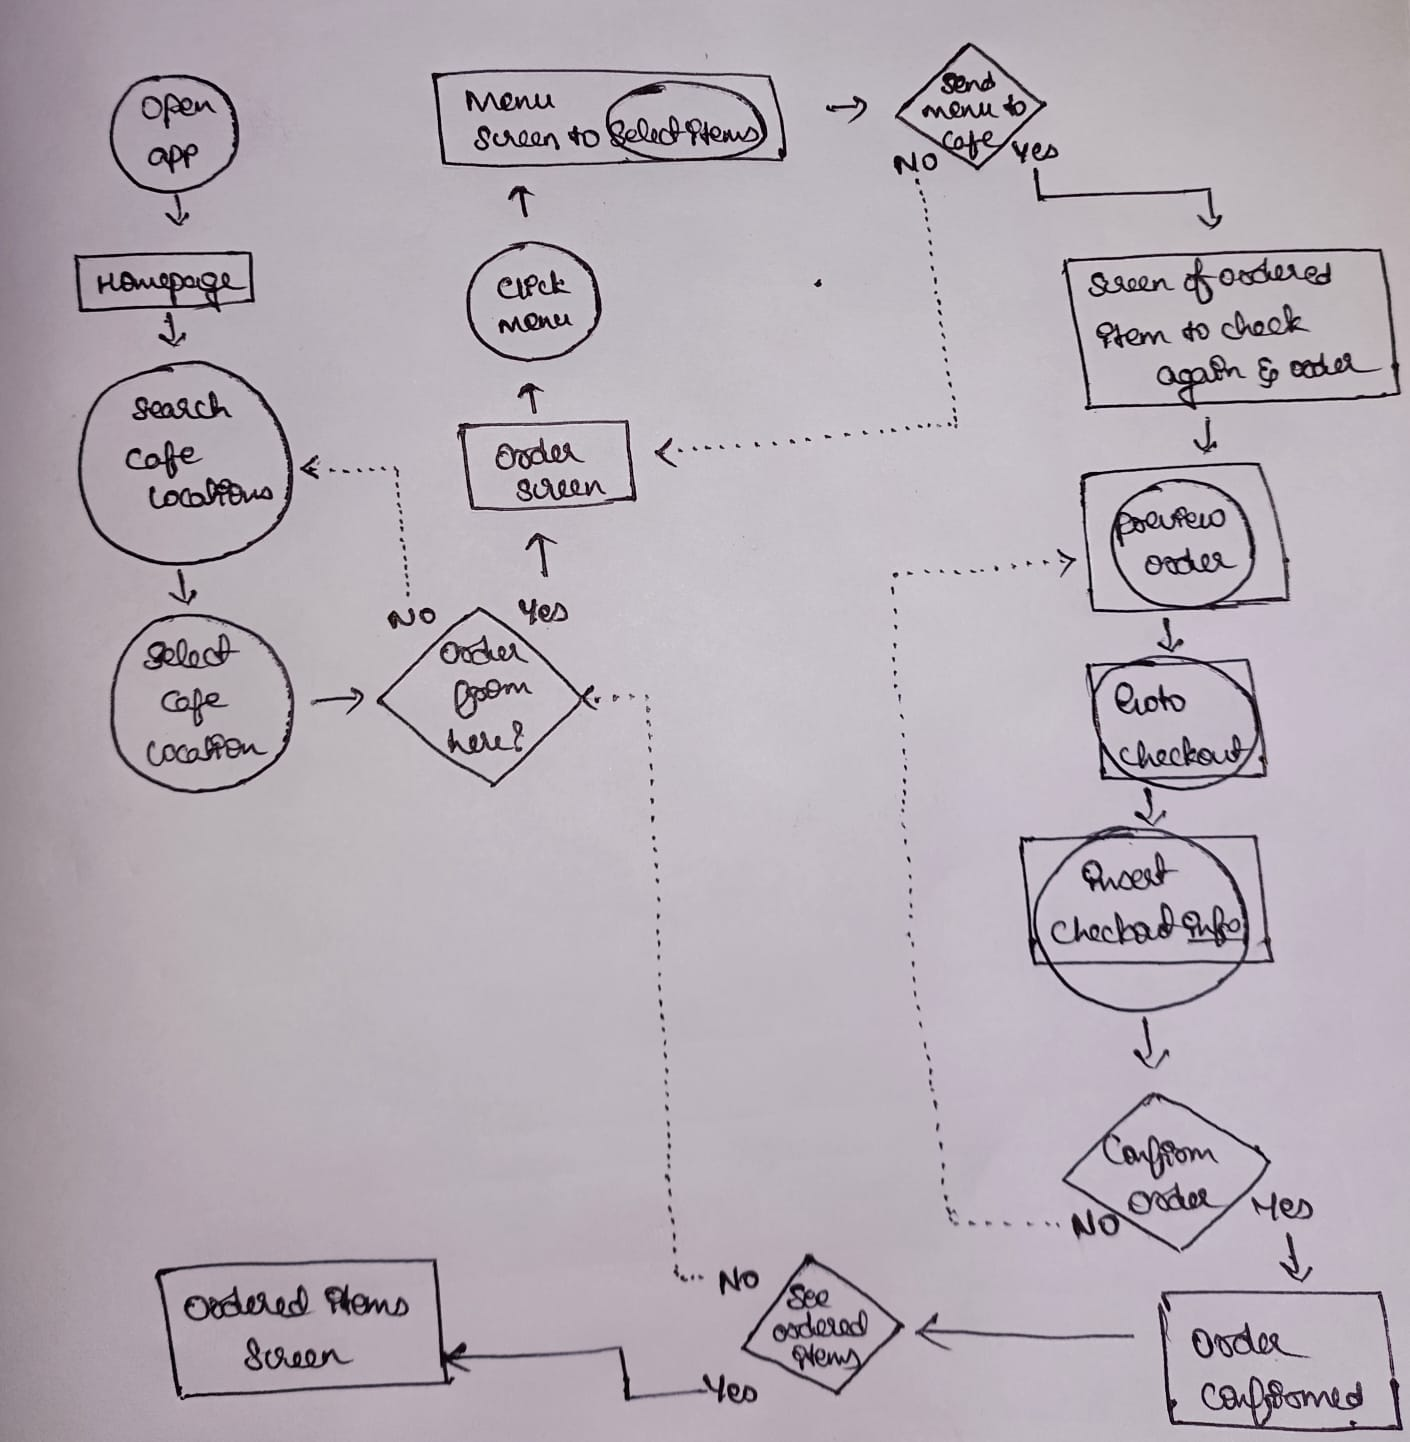 Open
app
Homepage
Search
cafe
locations
Select
cafe
location
Order
from
here?
NO
Yes
Order
screen
Click
menu
Menu
screen to select items
Send
menu to
cafe
NO
Yes
Screen of ordered
item to check
again & order
preview
order
Goto
checkout
insert
checkout info
Confirm
order
NO
Yes
Order
confirmed
See
ordered
items
NO
Yes
Ordered items
Screen